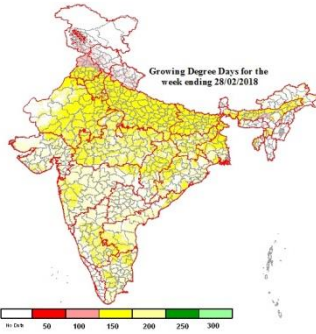 Growing Degree Days for the
week ending 28/02/2018
No Data 50 100 150 200 250 300